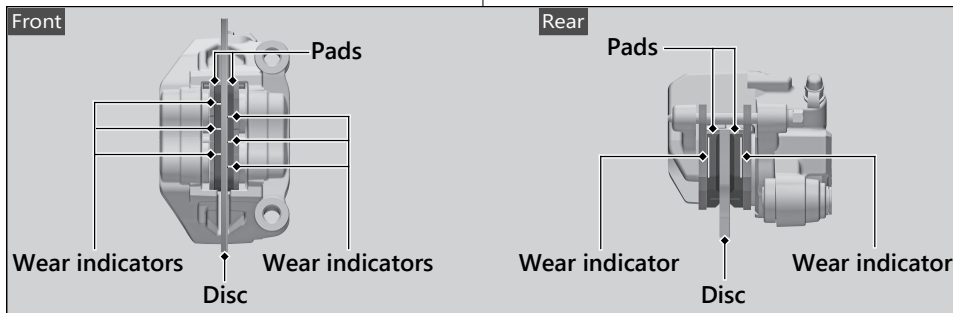 Front
Pads
Wear indicators
Wear indicators
Disc
Rear
Pads
Wear indicator
Wear indicator
Disc